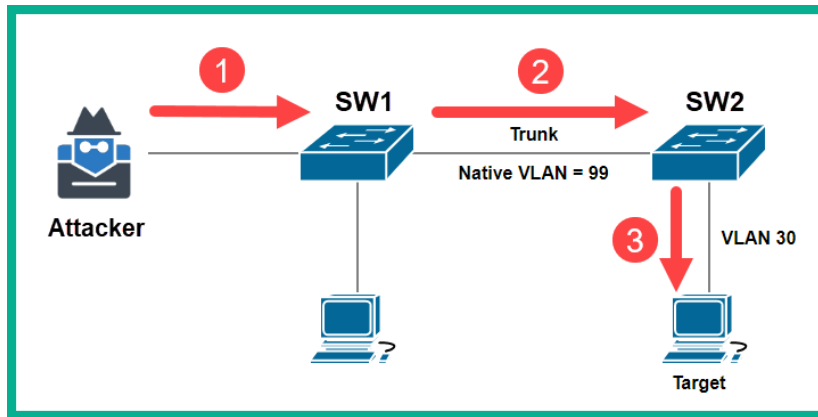 1
2
SW1
SW2
Trunk
Native VLAN = 99
Attacker
3
VLAN 30
Target